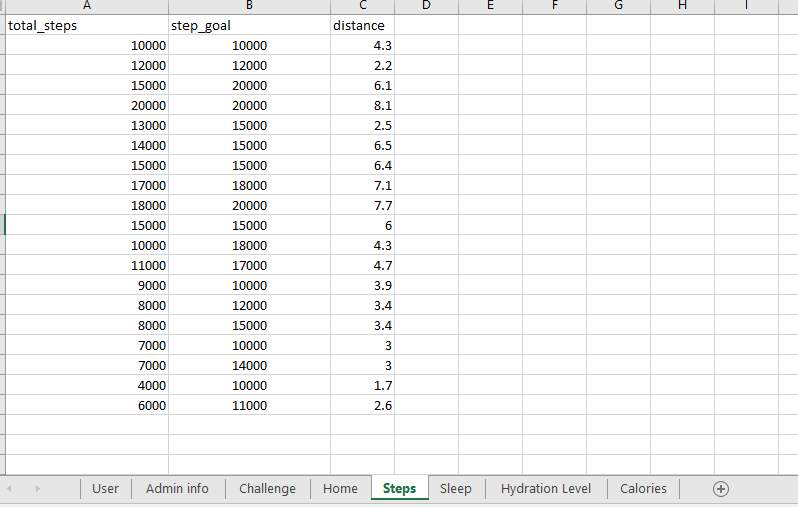 A B C D E F G H I
total_steps step_goal distance
10000 10000 4.3
12000 12000 2.2
15000 20000 6.1
20000 20000 8.1
13000 15000 2.5
14000 15000 6.5
15000 15000 6.4
17000 18000 7.1
18000 20000 7.7
15000 15000 6
10000 18000 4.3
11000 17000 4.7
9000 10000 3.9
8000 12000 3.4
8000 15000 3.4
7000 10000 3
7000 14000 3
4000 10000 1.7
6000 11000 2.6
User Admin info Challenge Home Steps Sleep Hydration Level Calories